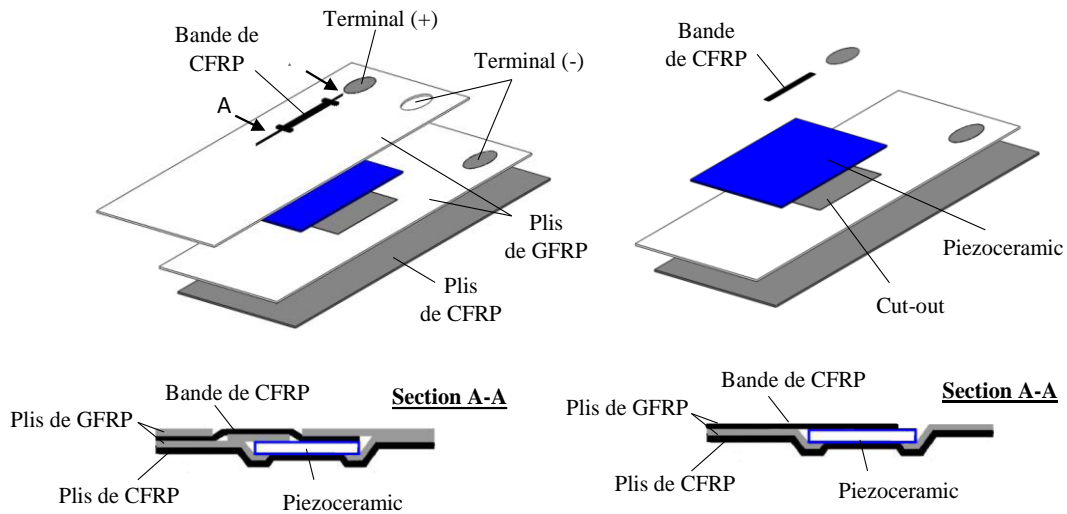 Terminal (+)
Bande de
CFRP
Terminal (-)
A
Plis
de GFRP
Plis
de CFRP
Bande
de CFRP
Piezoceramic
Cut-out
Bande de CFRP
Section A-A
Plis de GFRP
Plis de CFRP
Piezoceramic
Bande de CFRP
Section A-A
Plis de GFRP
Plis de CFRP
Piezoceramic